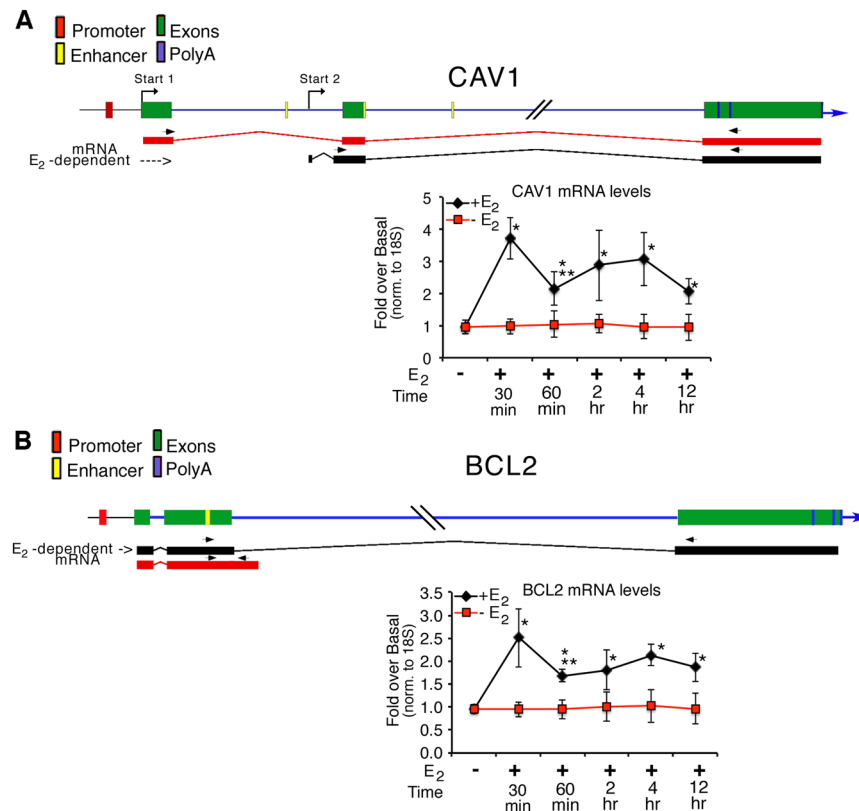 A
Promoter Exons
Enhancer PolyA
Start 1 Start 2 CAV1
mRNA
E2 -dependent ---->
CAV1 mRNA levels
+E2
- E2
Fold over Basal
(norm. to 18S)
5
4
3
2
1
0
* * ** * * *
E2 - + + + + +
Time 30 min 60 min 2 hr 4 hr 12 hr
B
Promoter Exons
Enhancer PolyA
BCL2
E2 -dependent ->
mRNA
BCL2 mRNA levels
+E2
- E2
Fold over Basal
(norm. to 18S)
3.5
3.0
2.5
2.0
1.5
1.0
0.5
0.0
* * ** * * *
E2 - + + + + +
Time 30 min 60 min 2 hr 4 hr 12 hr